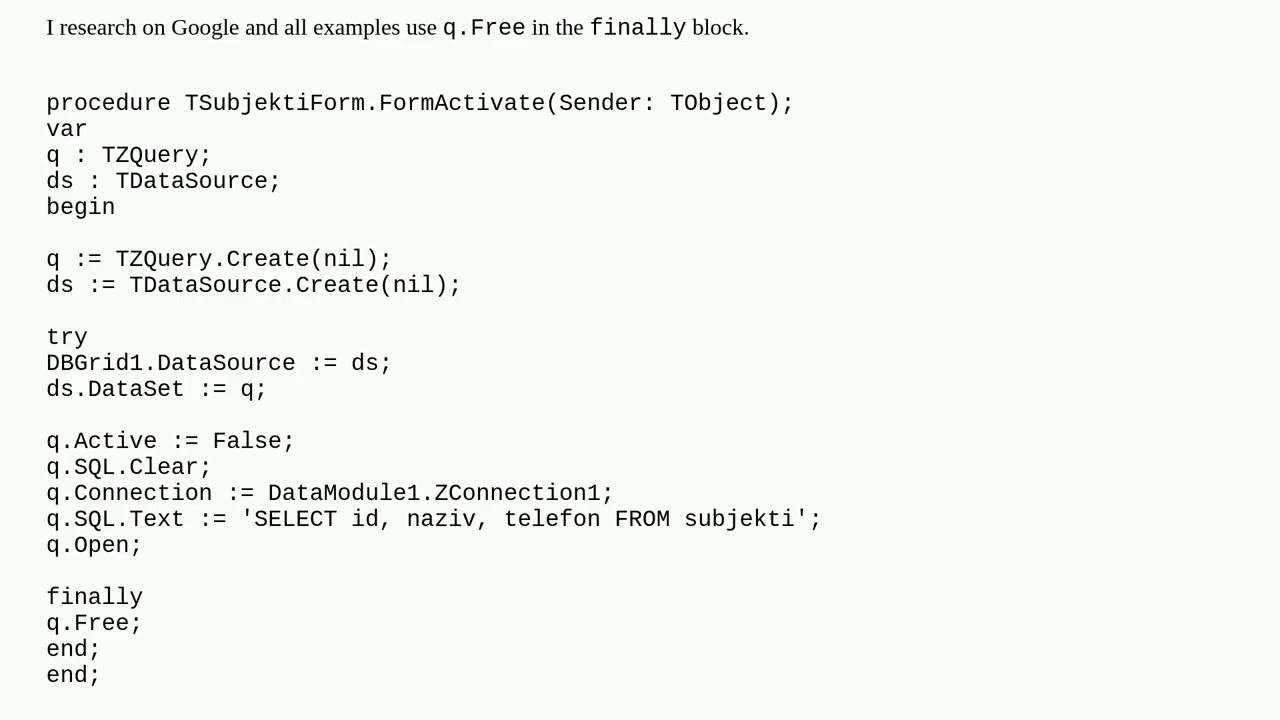 I research on Google and all examples use q.Free in the finally block.
procedure TSubjektiForm.FormActivate(Sender: TObject);
var
q : TZQuery;
ds : TDataSource;
begin
q := TZQuery.Create(nil);
ds := TDataSource.Create(nil);
try
DBGrid1.DataSource := ds;
ds.DataSet := q;
q.Active := False;
q.SQL.Clear;
q.Connection := DataModule1.ZConnection1;
q.SQL.Text := 'SELECT id, naziv, telefon FROM subjekti';
q.Open;
finally
q.Free;
end;
end;